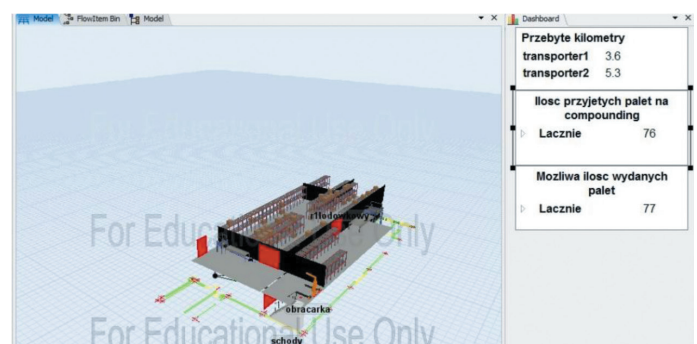 Model FlowItem Bin Model
Dashboard
Przebyte kilometry
transporter1 3.6
transporter2 5.3
Ilosc przyjetych palet na
compounding
Lacznie 76
Mozliwa ilosc wydanych
palet
Lacznie 77
For Educational Use Only
For Educational Use Only
obracarka
For Educational Use Only
schody